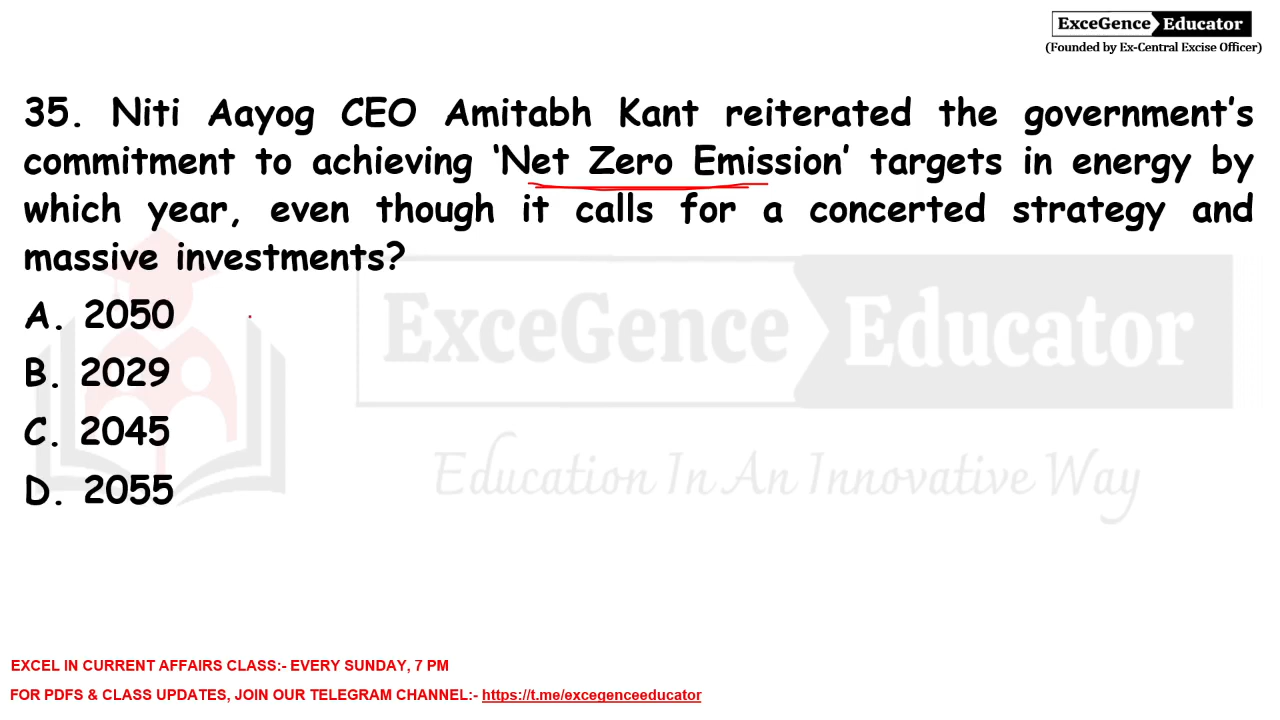 ExceGence Educator
(Founded by Ex-Central Excise Officer)
35. Niti Aayog CEO Amitabh Kant reiterated the government's
commitment to achieving ‘Net Zero Emission’ targets in energy by
which year, even though it calls for a concerted strategy and
massive investments?
A. 2050
B. 2029
C. 2045
D. 2055
ExceGence Educator
Education In An Innovative Way
EXCEL IN CURRENT AFFAIRS CLASS:- EVERY SUNDAY, 7 PM
FOR PDFS & CLASS UPDATES, JOIN OUR TELEGRAM CHANNEL:- https://t.me/excegenceeducator